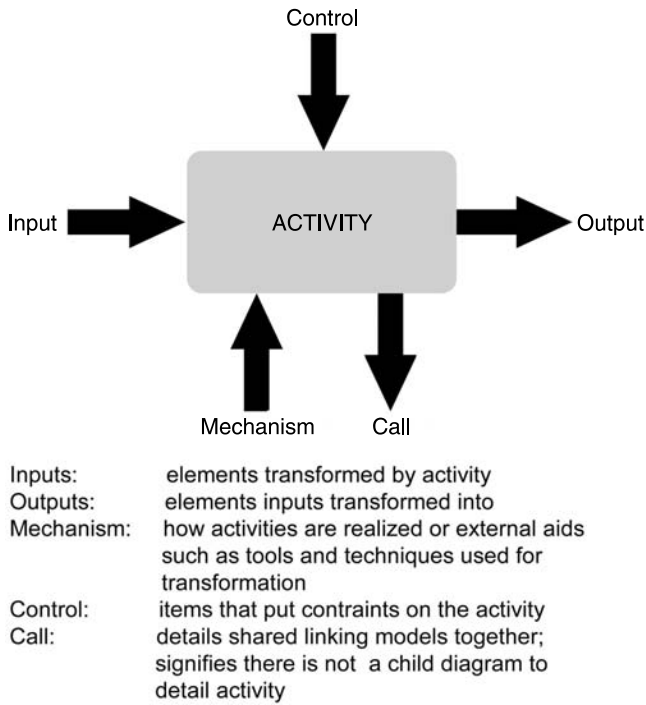 Control
Input
ACTIVITY
Output
Mechanism
Call
Inputs: elements transformed by activity
Outputs: elements inputs transformed into
Mechanism: how activities are realized or external aids
such as tools and techniques used for
transformation
Control: items that put contraints on the activity
Call: details shared linking models together;
signifies there is not a child diagram to
detail activity